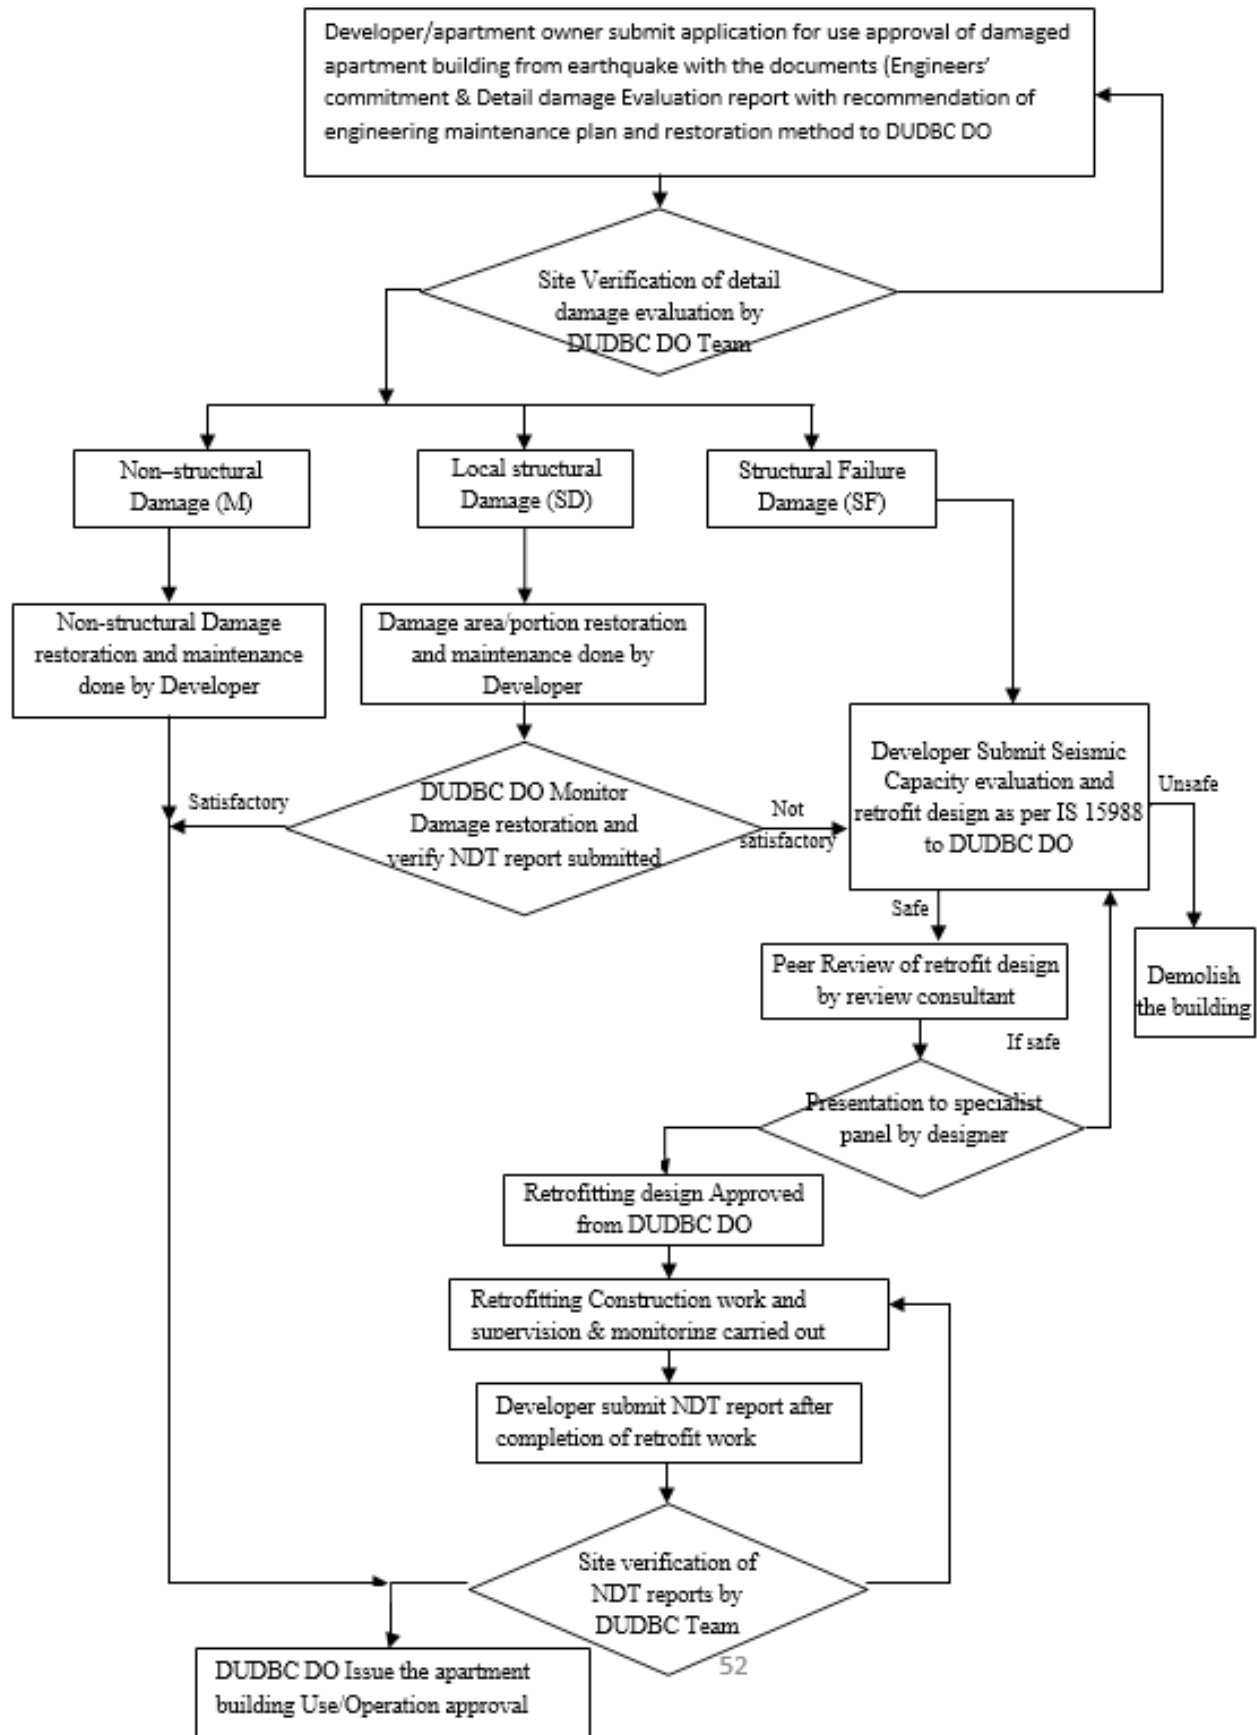 Developer/apartment owner submit application for use approval of damaged
apartment building from earthquake with the documents (Engineers'
commitment & Detail damage Evaluation report with recommendation of
engineering maintenance plan and restoration method to DUDBC DO
Site Verification of detail
damage evaluation by
DUDBC DO Team
Non–structural
Damage (M)
Local structural
Damage (SD)
Structural Failure
Damage (SF)
Non-structural Damage
restoration and maintenance
done by Developer
Damage area/portion restoration
and maintenance done by
Developer
Satisfactory
DUDBC DO Monitor
Damage restoration and
verify NDT report submitted
Not
satisfactory
Developer Submit Seismic
Capacity evaluation and
retrofit design as per IS 15988
to DUDBC DO
Unsafe
Safe
Demolish
the building
Peer Review of retrofit design
by review consultant
If safe
Presentation to specialist
panel by designer
Retrofitting design Approved
from DUDBC DO
Retrofitting Construction work and
supervision & monitoring carried out
Developer submit NDT report after
completion of retrofit work
Site verification of
NDT reports by
DUDBC Team
52
DUDBC DO Issue the apartment
building Use/Operation approval